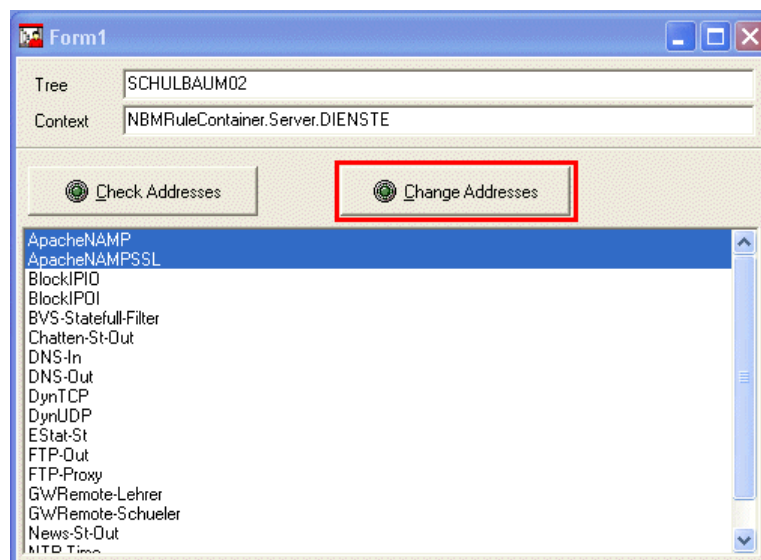 Form1
Tree SCHULBAUM02
Context NBMRuleContainer.Server.DIENSTE
Check Addresses Change Addresses
ApacheNAMP
ApacheNAMPSSL
BlockIPIO
BlockIPOI
BVS-Statefull-Filter
Chatten-St-Out
DNS-In
DNS-Out
DynTCP
DynUDP
EStat-St
FTP-Out
FTP-Proxy
GWRemote-Lehrer
GWRemote-Schueler
News-St-Out
NTP-Time